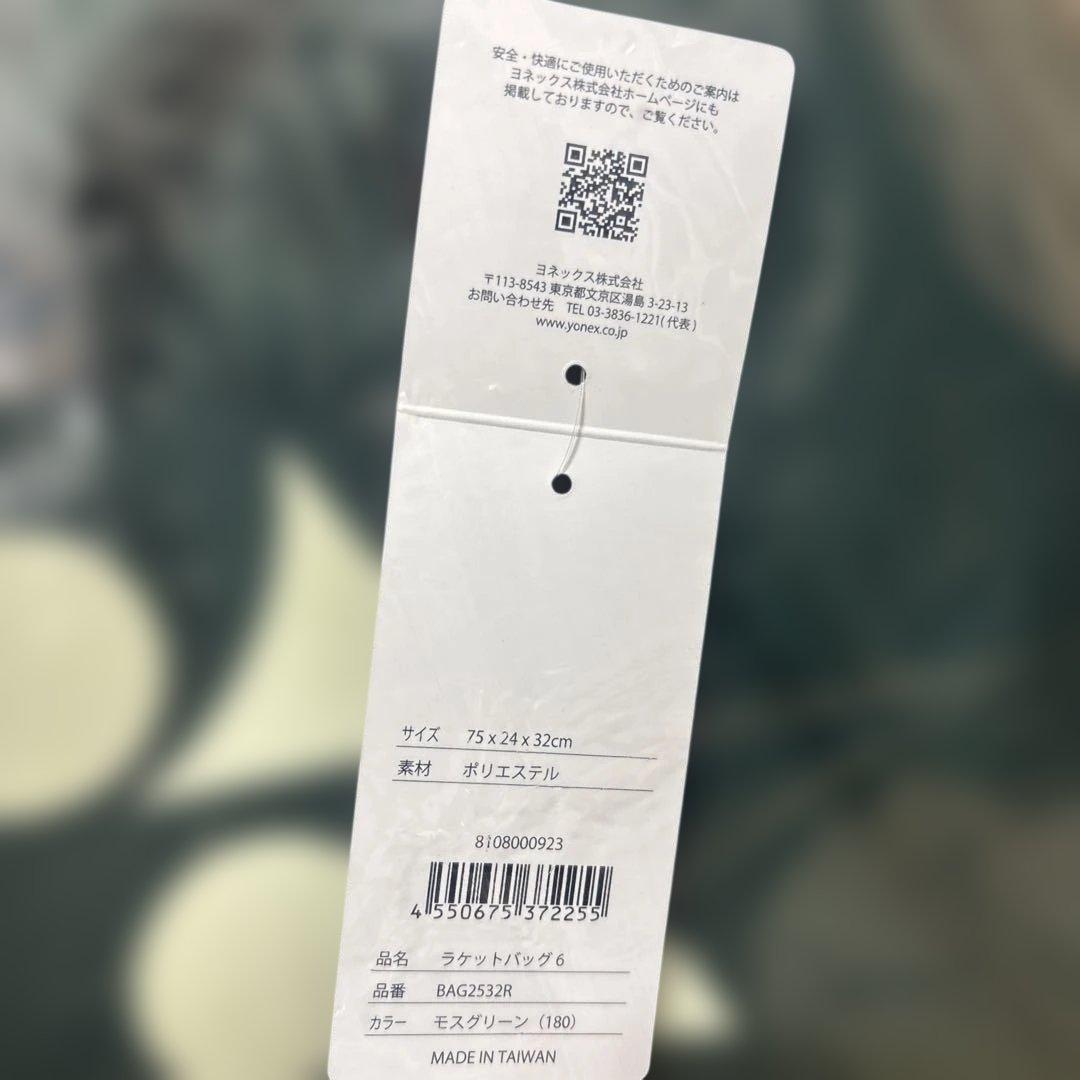 安全・快適にご使用いただくためのご案内は
ヨネックス株式会社ホームページにも
掲載しておりますので、ご覧ください。
ヨネックス株式会社
〒113-8543 東京都文京区湯島 3-23-13
お問い合わせ先　TEL 03-3836-1221(代表)
www.yonex.co.jp
サイズ　75 x 24 x 32cm
素材　ポリエステル
8108000923
4 550675 372255
品名　ラケットバッグ6
品番　BAG2532R
カラー　モスグリーン（180）
MADE IN TAIWAN